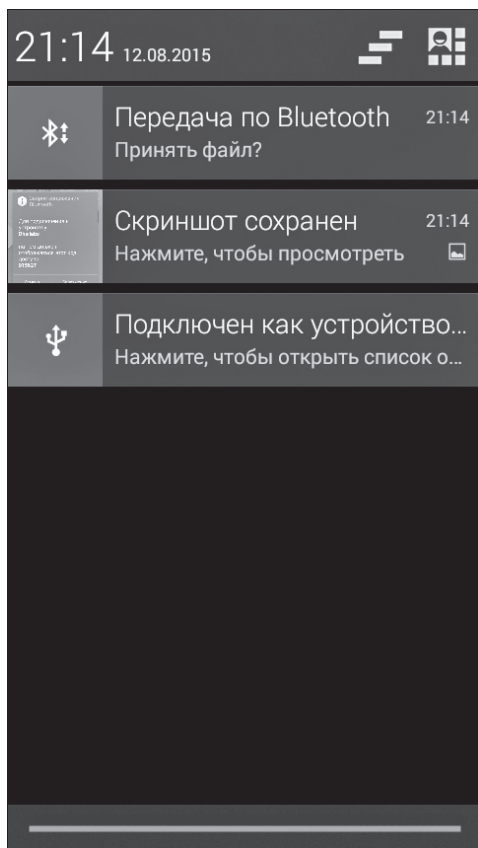 21:14 12.08.2015
Передача по Bluetooth 21:14
Принять файл?
Скриншот сохранен 21:14
Нажмите, чтобы просмотреть
Подключен как устройство...
Нажмите, чтобы открыть список о...